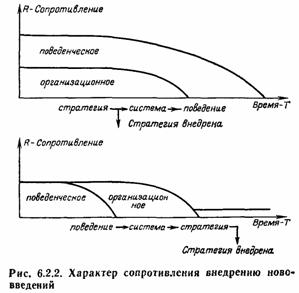 R-Сопротивление
поведенческое
организационное
стратегия → система → поведение Время-T
Стратегия внедрена
R-Сопротивление
поведенческое организацион
ное
поведение → система → стратегия Время-T
Стратегия внедрена
Рис. 6.2.2. Характер сопротивления внедрению ново-
введений